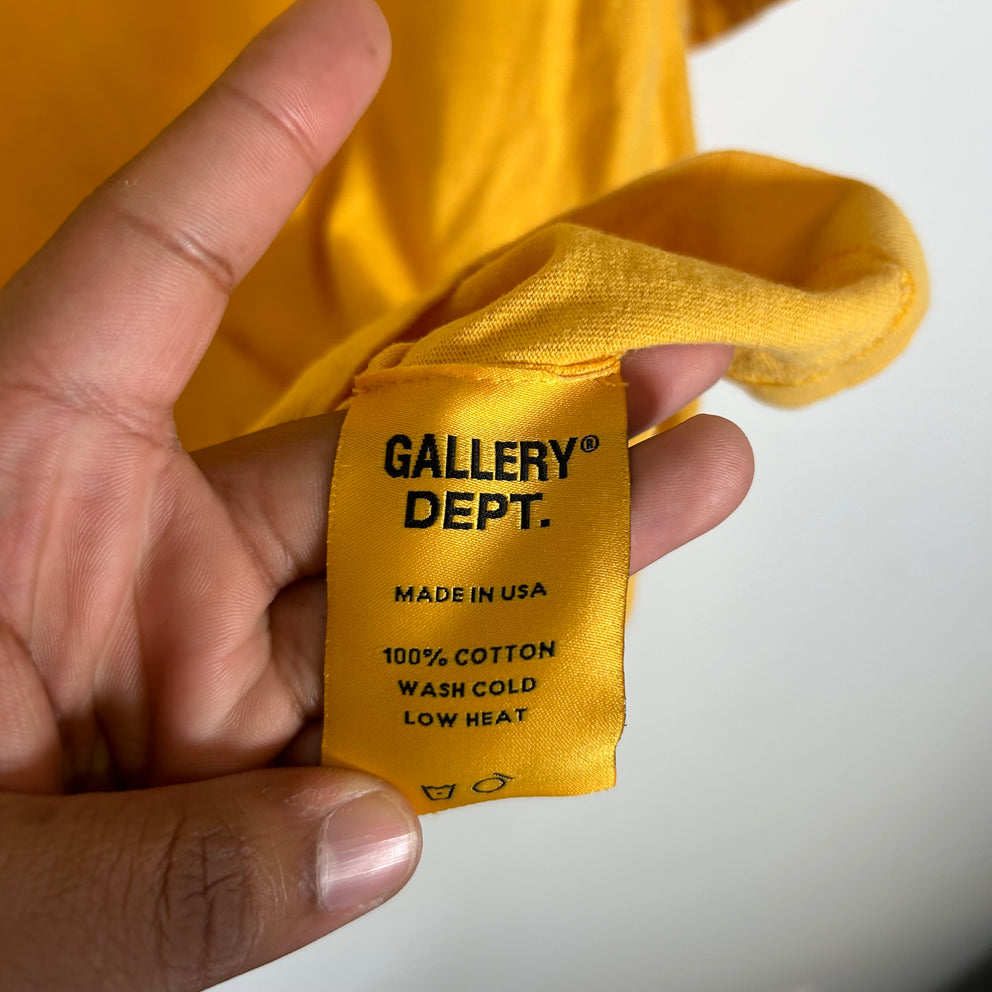 GALLERY®
DEPT.
MADE IN USA
100% COTTON
WASH COLD
LOW HEAT